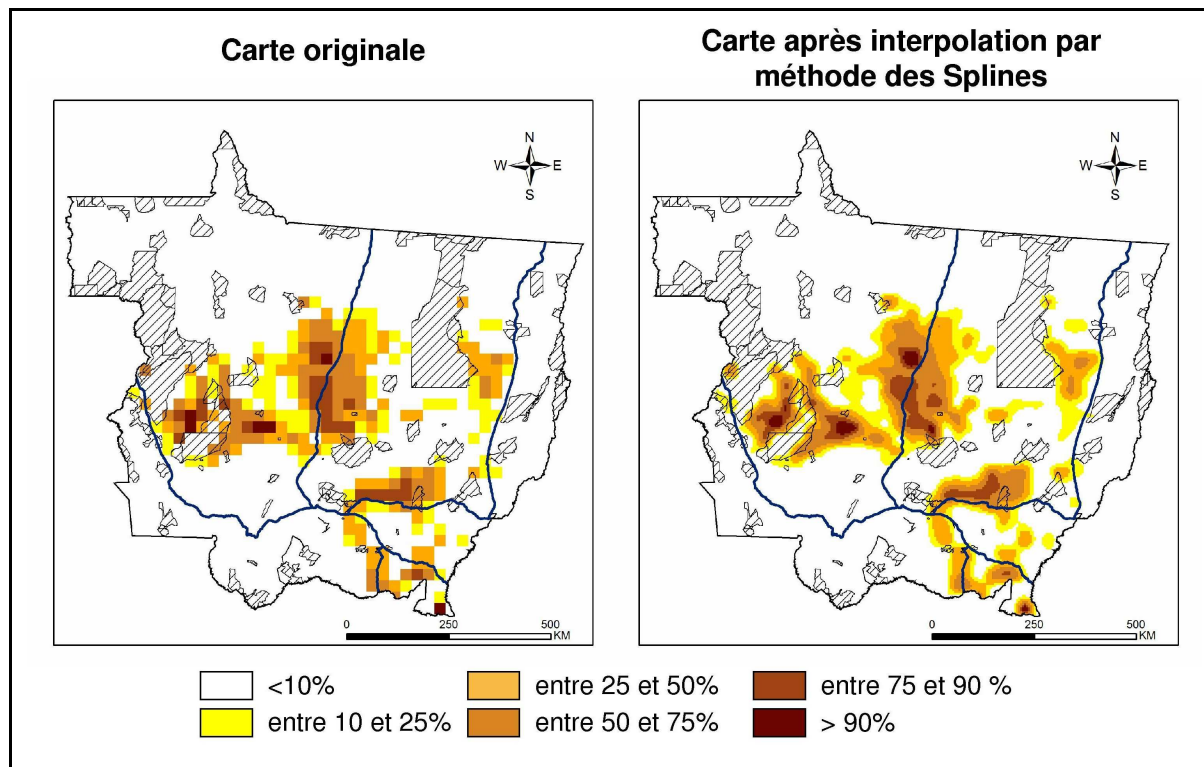 Carte originale
Carte après interpolation par
méthode des Splines
N
W E
S
N
W E
S
0 250 500
KM
0 250 500
KM
<10%
entre 25 et 50%
entre 75 et 90 %
entre 10 et 25%
entre 50 et 75%
> 90%